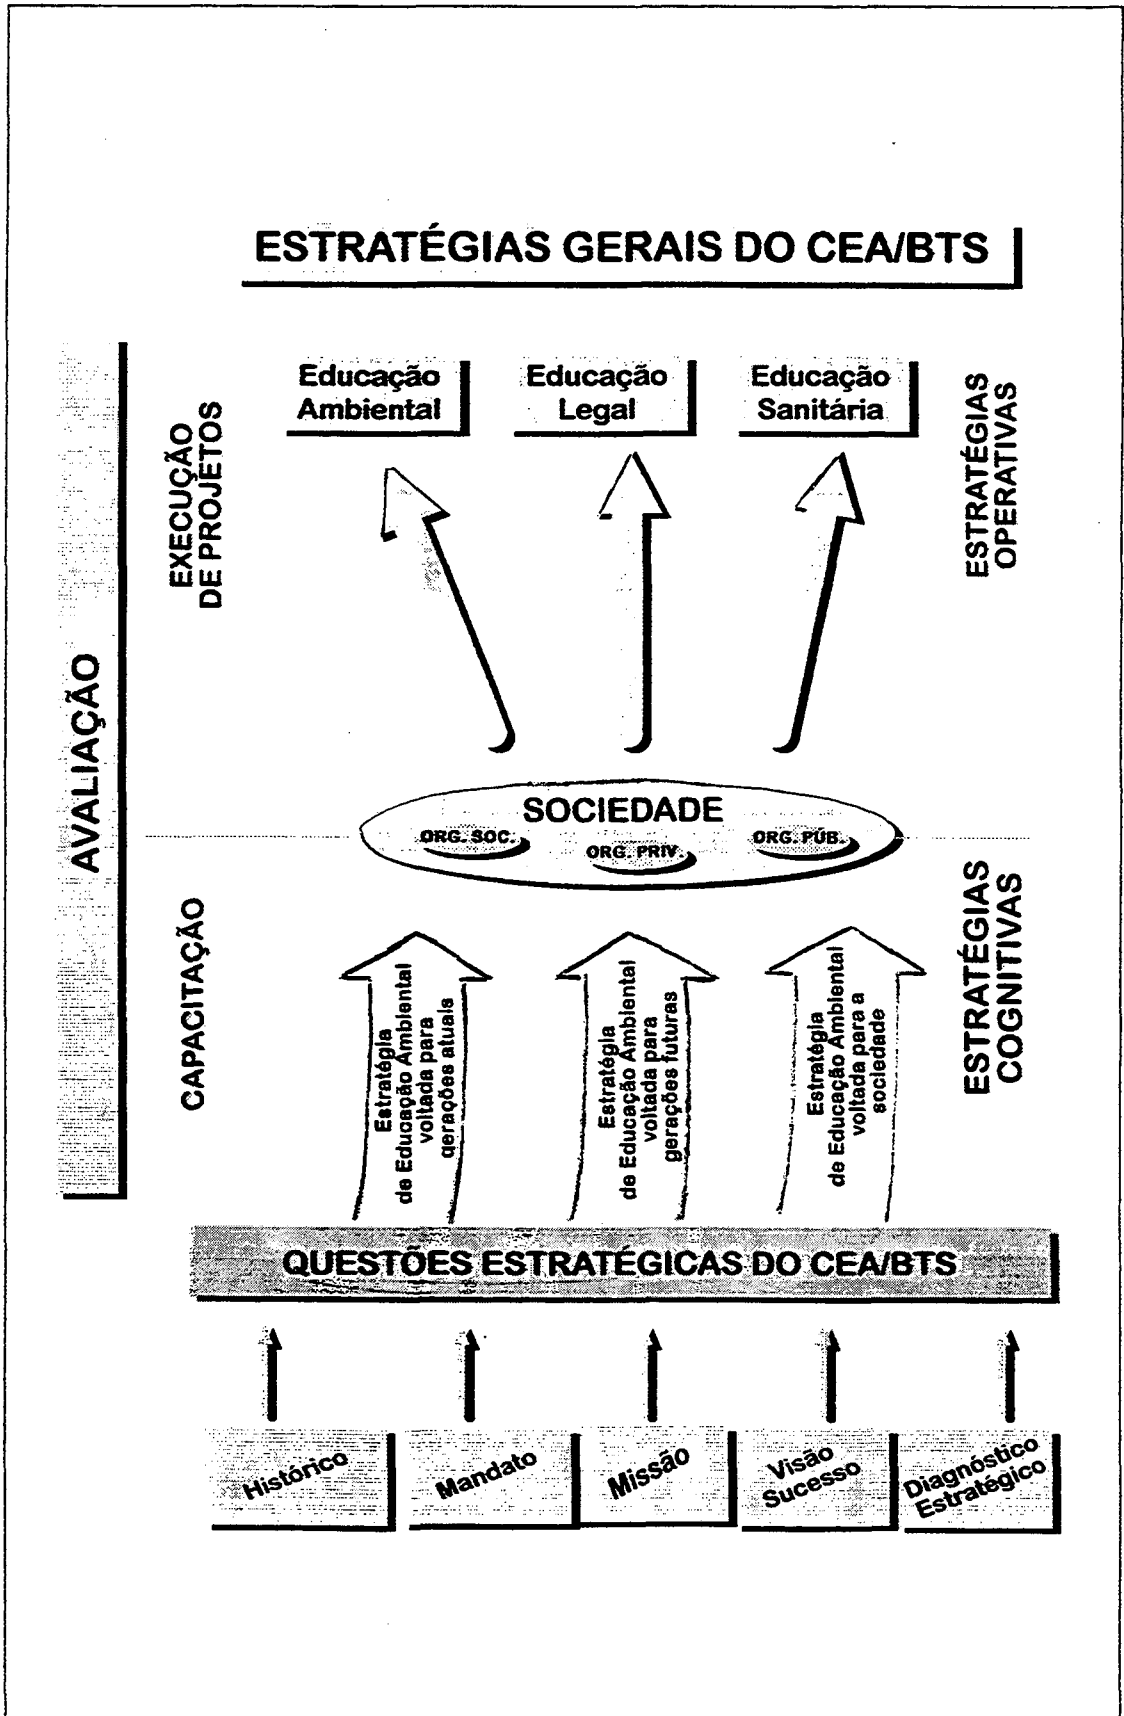 ESTRATÉGIAS GERAIS DO CEA/BTS
Educação
Ambiental
Educação
Legal
Educação
Sanitária
EXECUÇÃO
DE PROJETOS
ESTRATÉGIAS
OPERATIVAS
AVALIAÇÃO
SOCIEDADE
ORG. SOC.
ORG. PRIV.
ORG. PÚB.
CAPACITAÇÃO
Estratégia
de Educação Ambiental
voltada para
gerações atuais
Estratégia
de Educação Ambiental
voltada para
gerações futuras
Estratégia
de Educação Ambiental
voltada para a
sociedade
ESTRATÉGIAS
COGNITIVAS
QUESTÕES ESTRATÉGICAS DO CEA/BTS
Histórico
Mandato
Missão
Visão
Sucesso
Diagnóstico
Estratégico